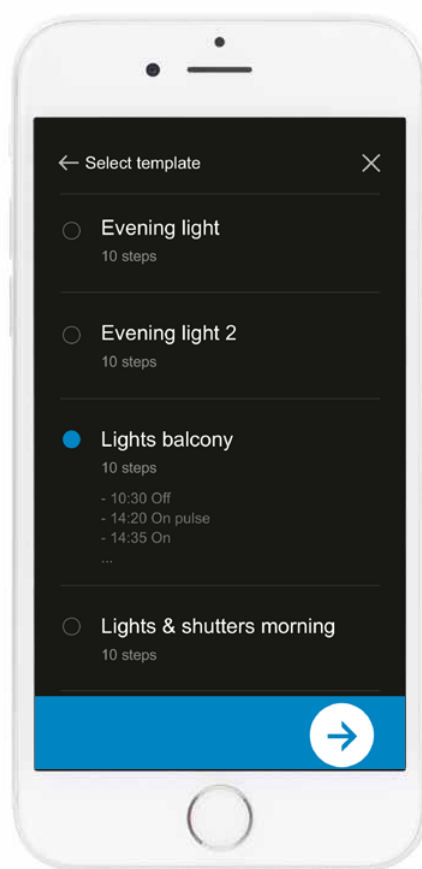 Select template
Evening light
10 steps
Evening light 2
10 steps
Lights balcony
10 steps
- 10:30 Off
- 14:20 On pulse
- 14:35 On
...
Lights & shutters morning
10 steps